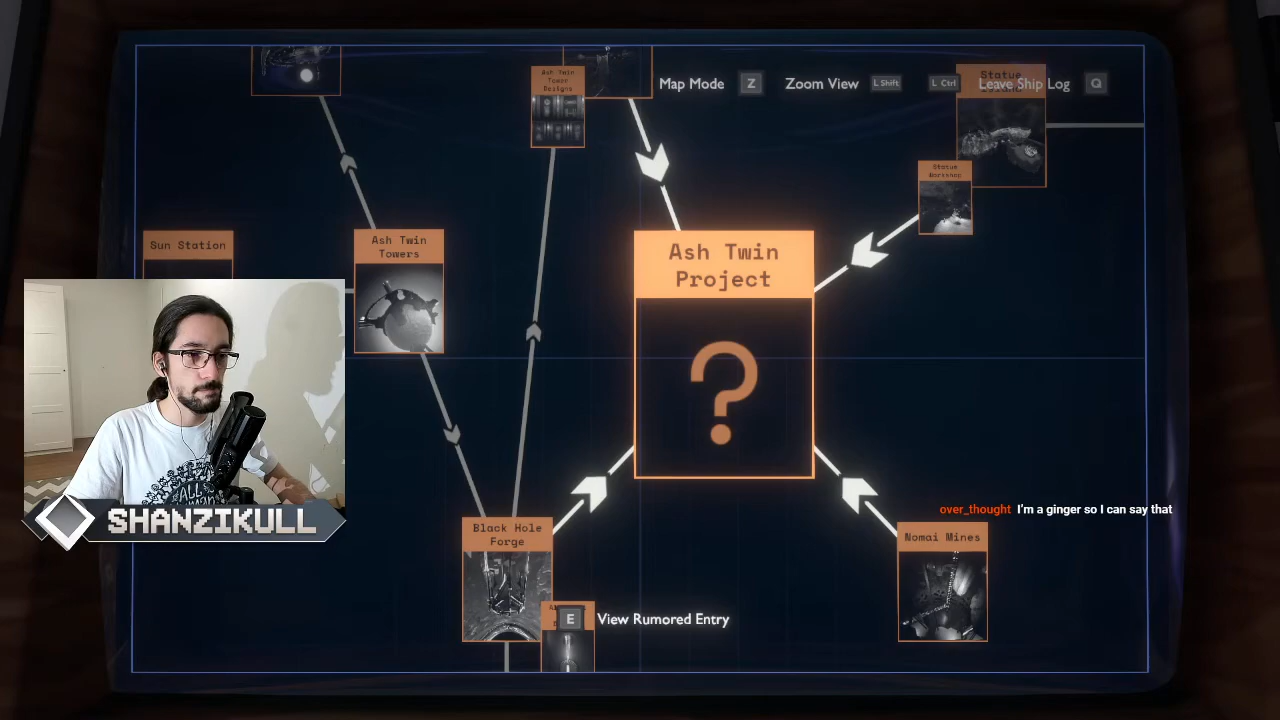 Ash Twin
Tower
Designs
Map Mode Z Zoom View L Shift L Ctrl Leave Ship Log Q
Statue
Statue
Workshop
Sun Station
Ash Twin
Towers
Ash Twin
Project
?
SHANZIKULL
over_thought I'm a ginger so I can say that
Black Hole
Forge
Nomai Mines
E View Rumored Entry